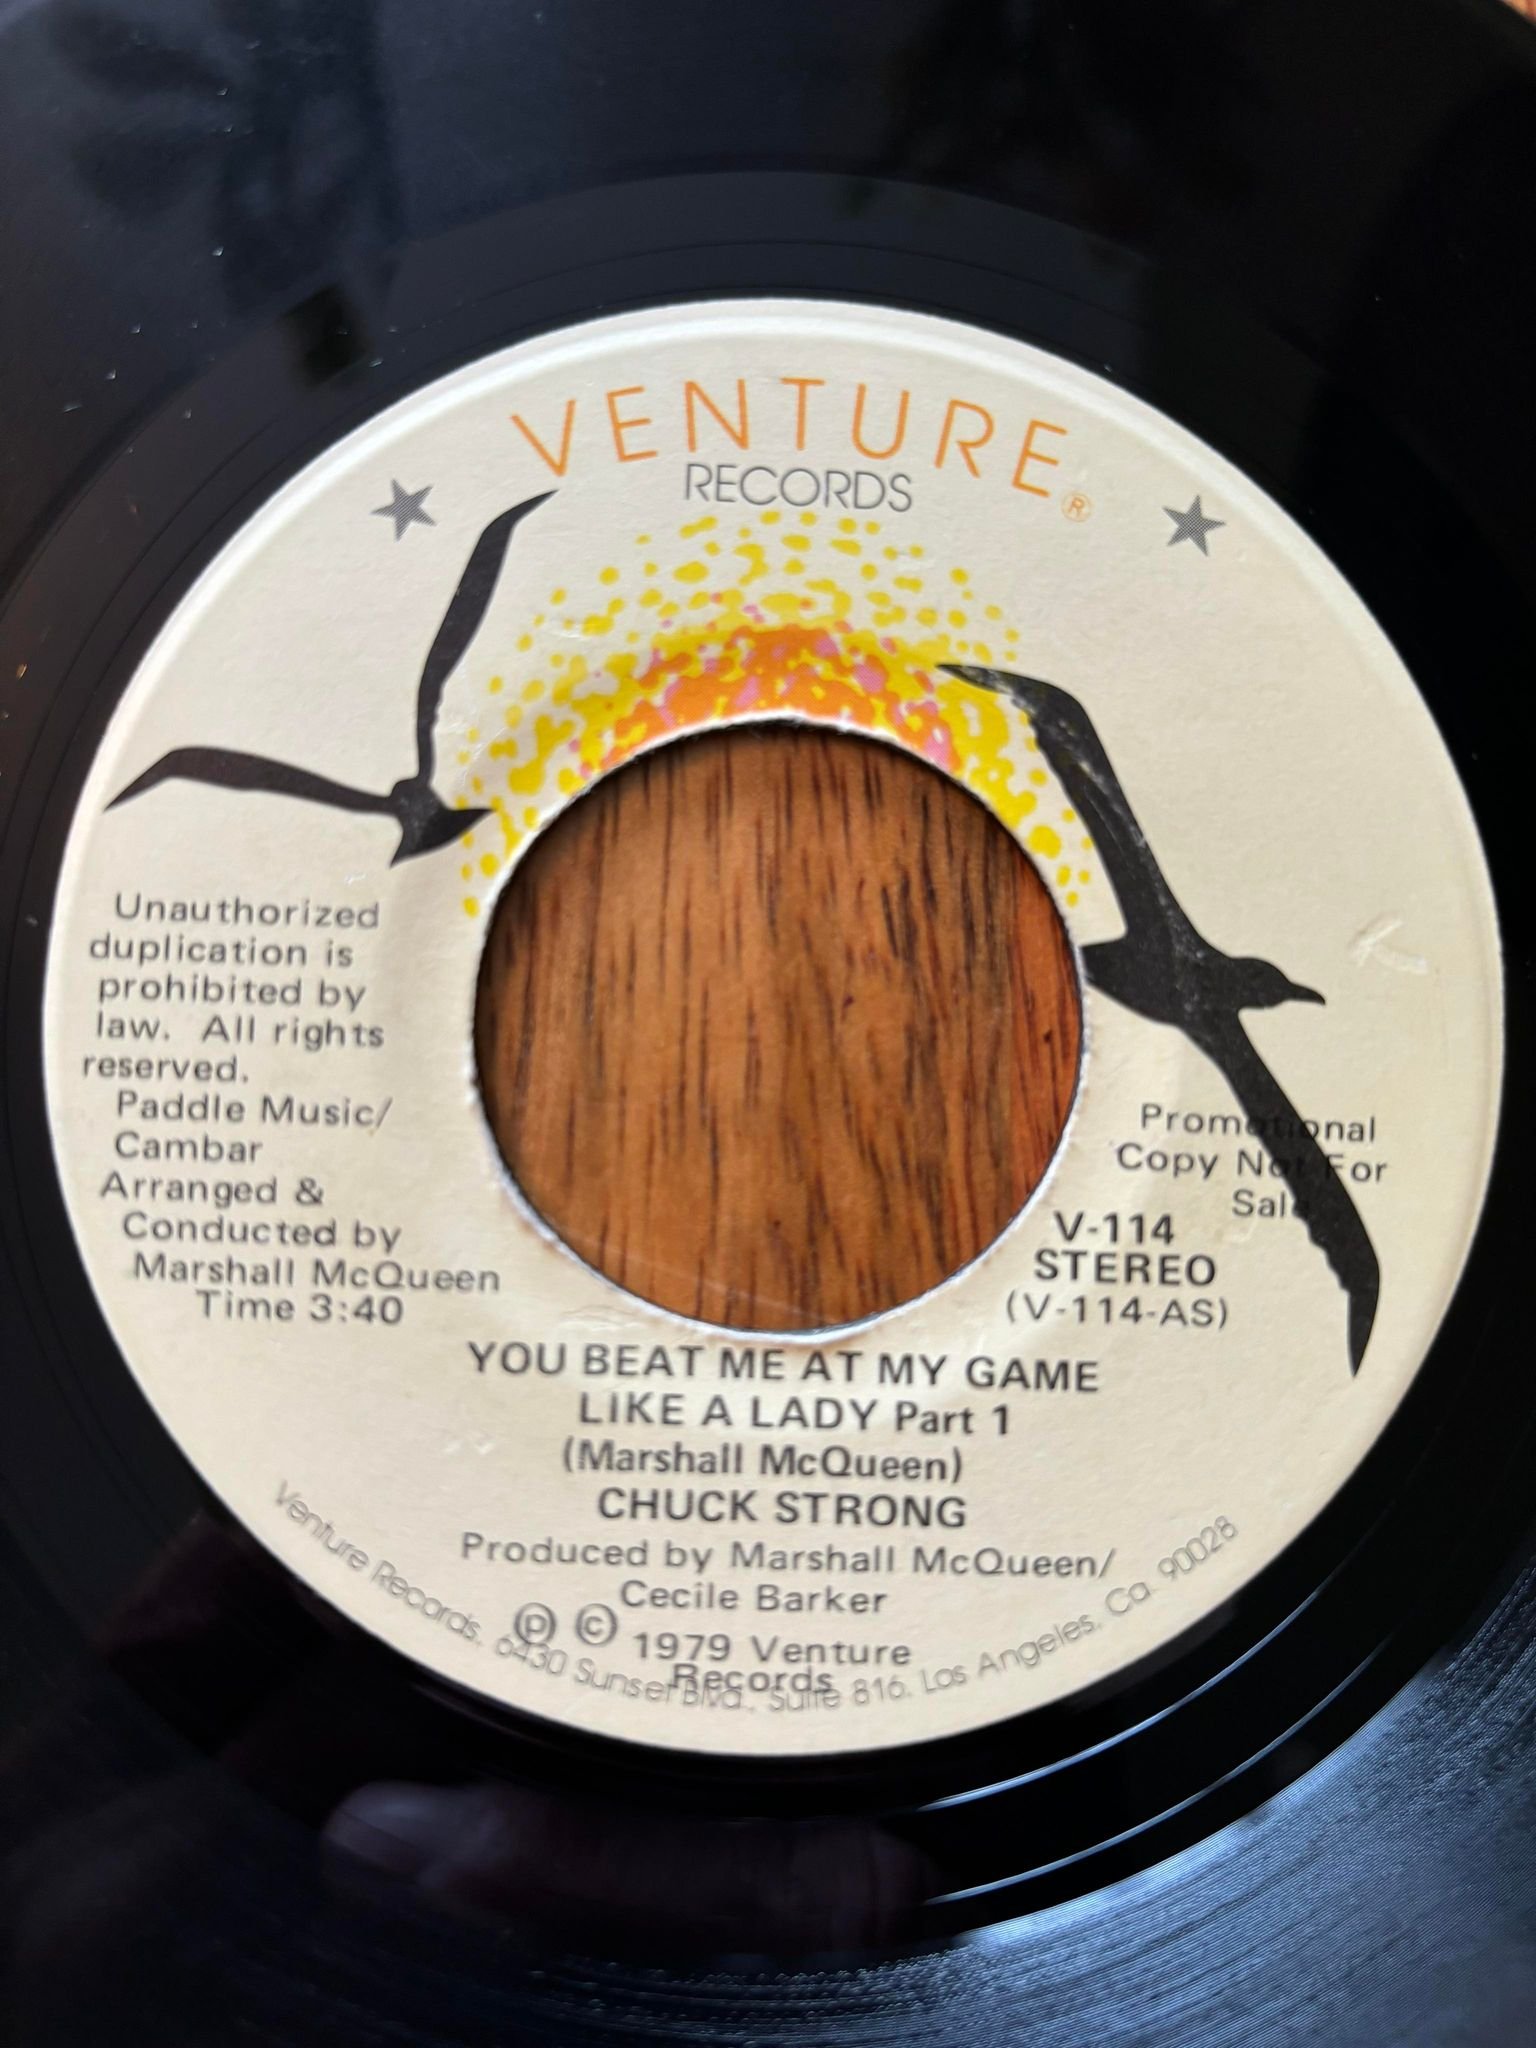 VENTURE®
RECORDS
Unauthorized
duplication is
prohibited by
law. All rights
reserved.
Paddle Music/
Cambar
Arranged &
Conducted by
Marshall McQueen
Time 3:40
Promotional
Copy Not For
Sale
V-114
STEREO
(V-114-AS)
YOU BEAT ME AT MY GAME
LIKE A LADY Part 1
(Marshall McQueen)
CHUCK STRONG
Produced by Marshall McQueen/
Cecile Barker
℗ © 1979 Venture
Records
Venture Records, 6430 Sunset Blvd., Suite 816, Los Angeles, Ca. 90028